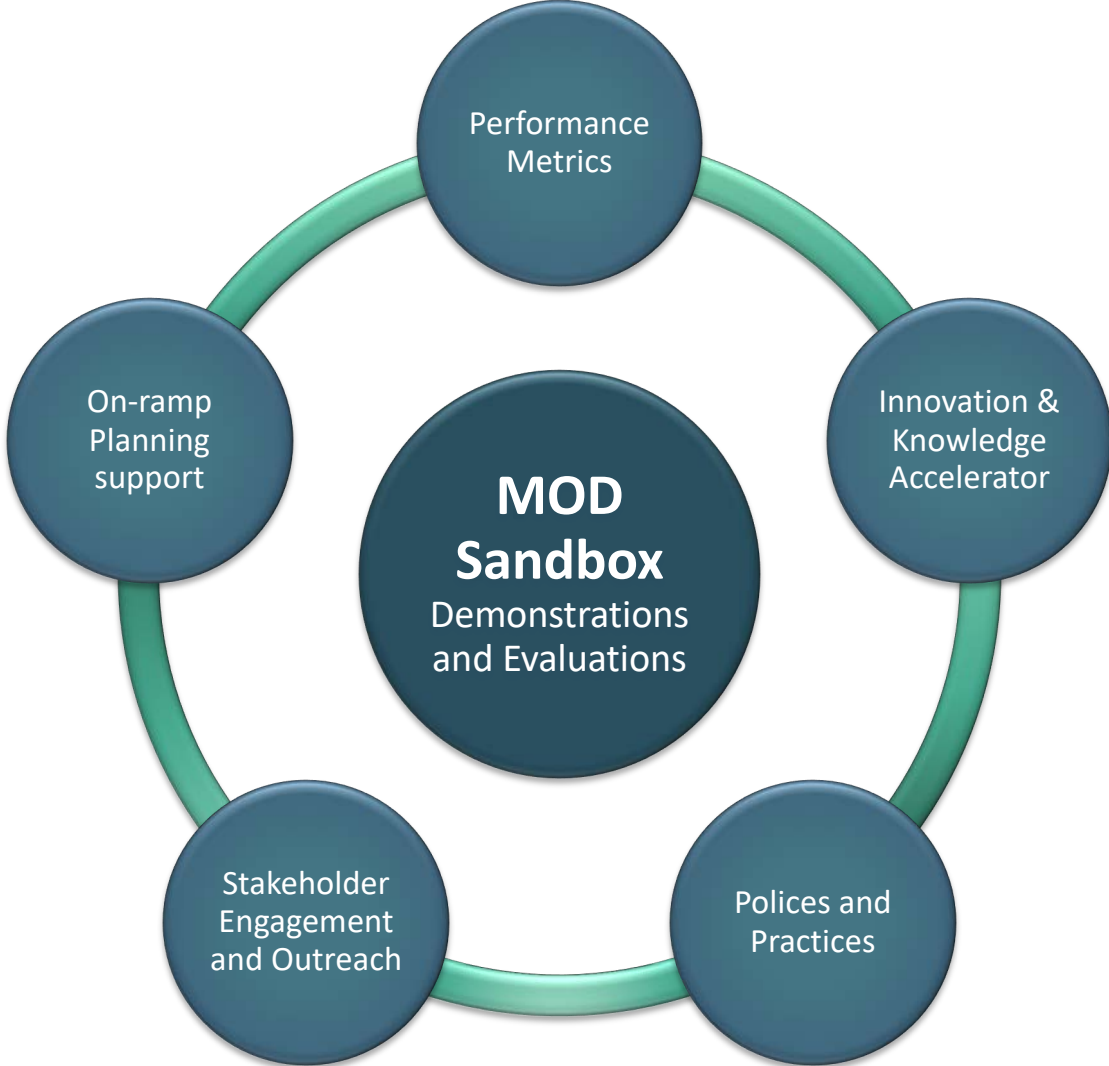 Performance
Metrics
On-ramp
Planning
support
Innovation &
Knowledge
Accelerator
MOD
Sandbox
Demonstrations
and Evaluations
Stakeholder
Engagement
and Outreach
Polices and
Practices